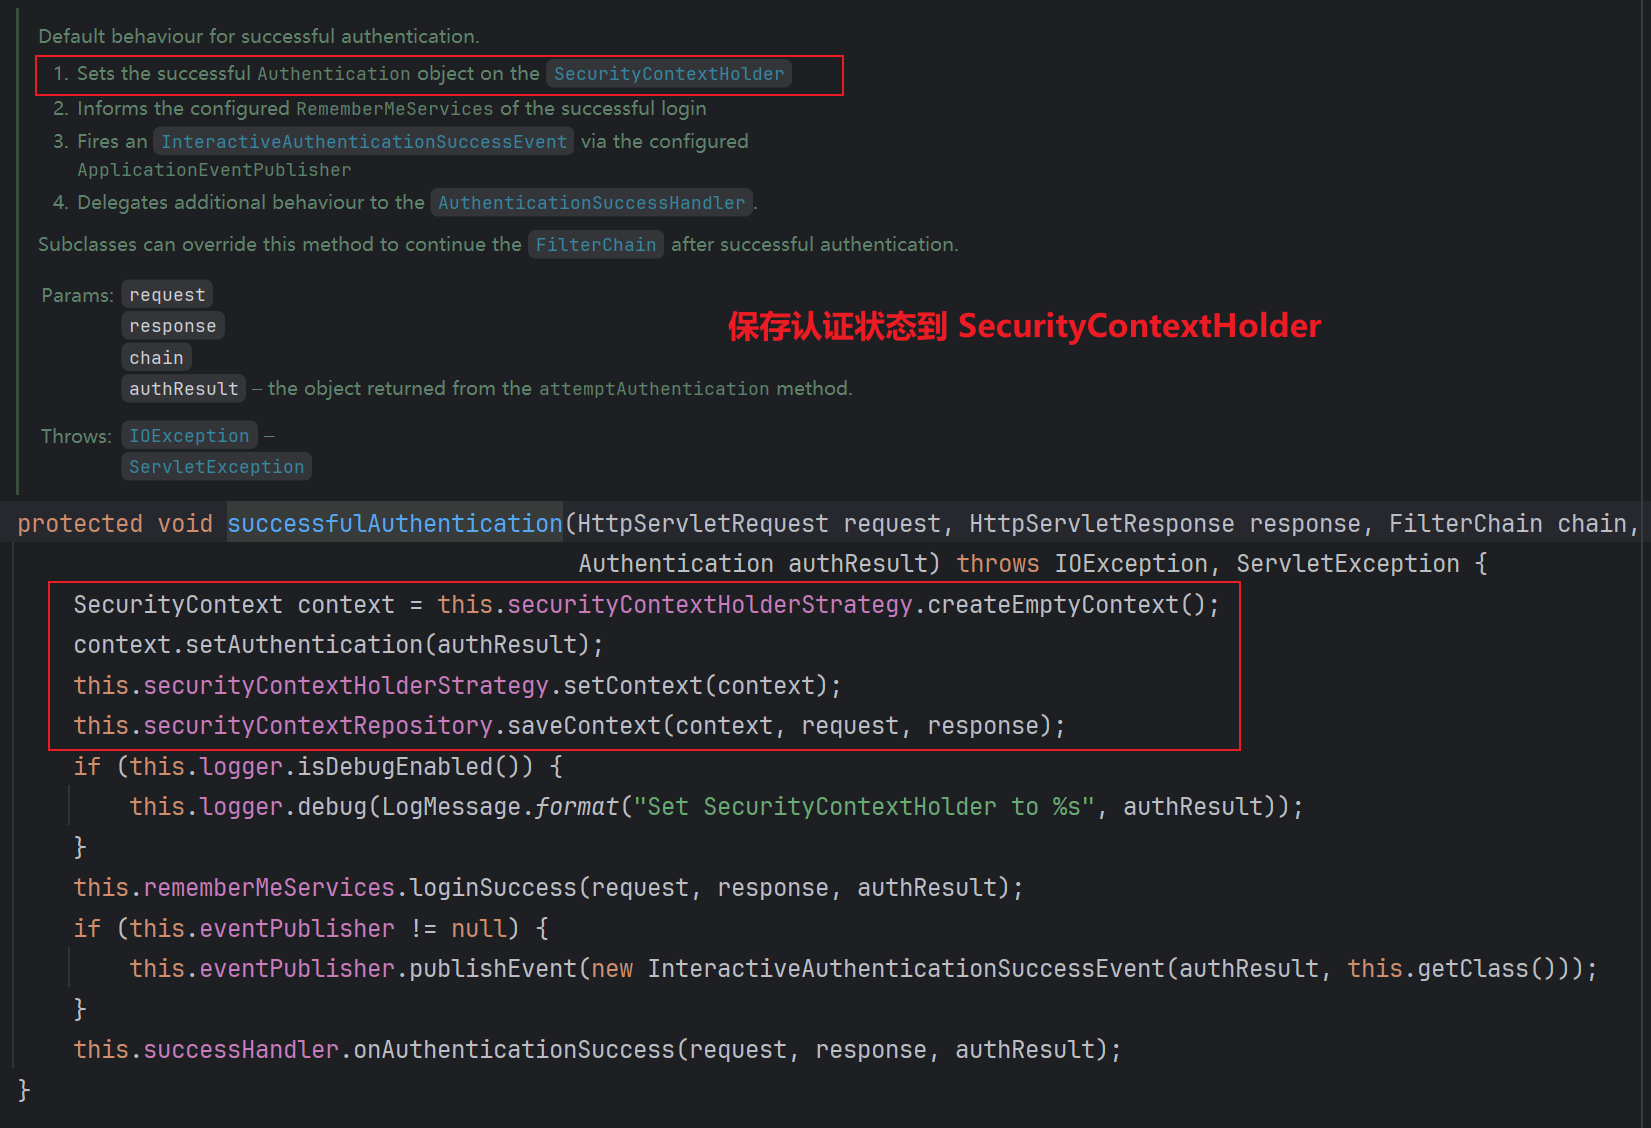 Default behaviour for successful authentication.
1. Sets the successful Authentication object on the SecurityContextHolder
2. Informs the configured RememberMeServices of the successful login
3. Fires an InteractiveAuthenticationSuccessEvent via the configured
ApplicationEventPublisher
4. Delegates additional behaviour to the AuthenticationSuccessHandler.
Subclasses can override this method to continue the FilterChain after successful authentication.
Params: request
response
保存认证状态到 SecurityContextHolder
chain
authResult – the object returned from the attemptAuthentication method.
Throws: IOException –
ServletException
protected void successfulAuthentication(HttpServletRequest request, HttpServletResponse response, FilterChain chain,
Authentication authResult) throws IOException, ServletException {
SecurityContext context = this.securityContextHolderStrategy.createEmptyContext();
context.setAuthentication(authResult);
this.securityContextHolderStrategy.setContext(context);
this.securityContextRepository.saveContext(context, request, response);
if (this.logger.isDebugEnabled()) {
this.logger.debug(LogMessage.format("Set SecurityContextHolder to %s", authResult));
}
this.rememberMeServices.loginSuccess(request, response, authResult);
if (this.eventPublisher != null) {
this.eventPublisher.publishEvent(new InteractiveAuthenticationSuccessEvent(authResult, this.getClass()));
}
this.successHandler.onAuthenticationSuccess(request, response, authResult);
}